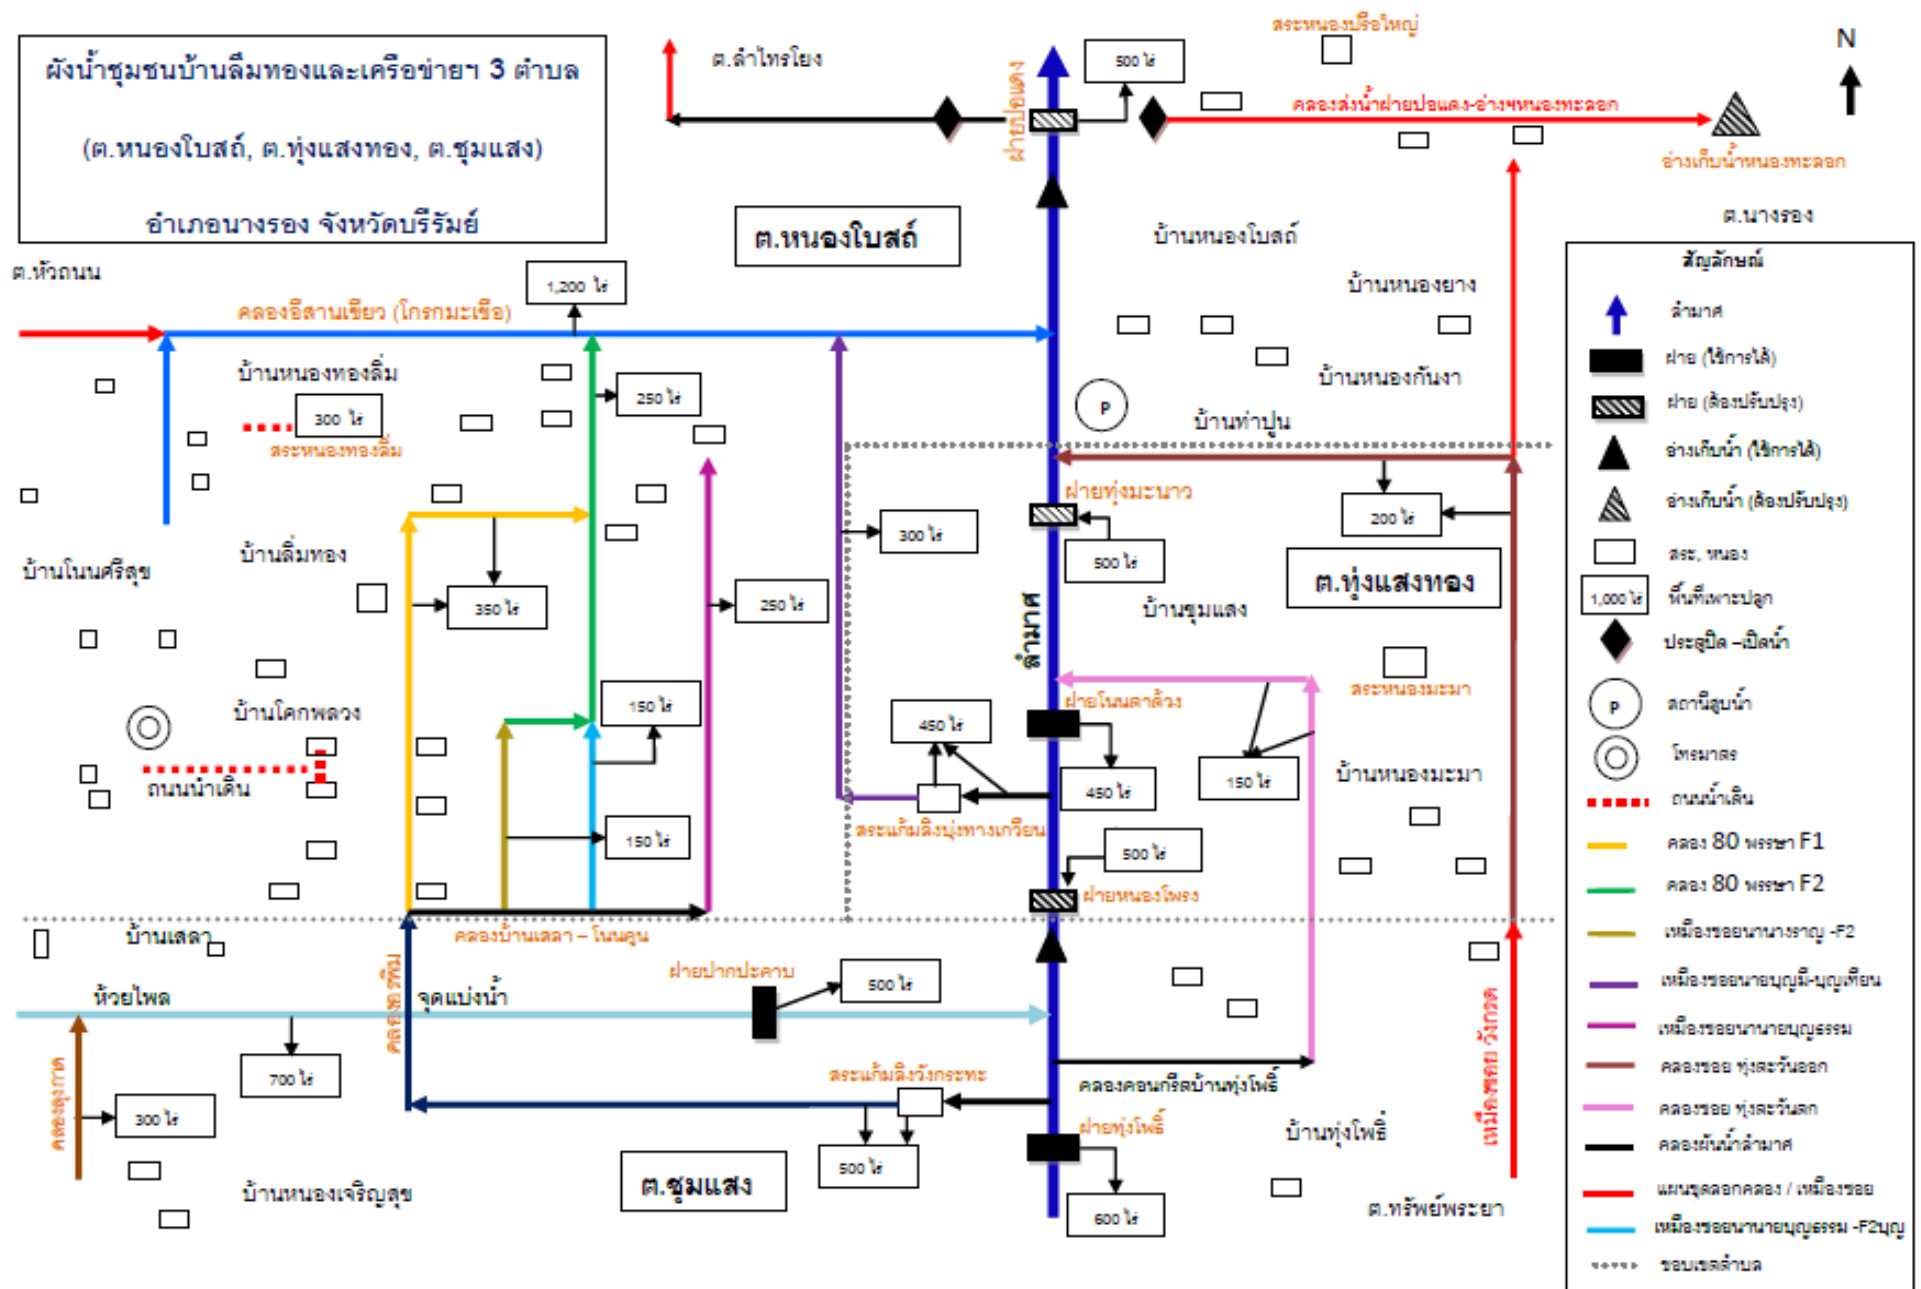 ผังน้ำชุมชนบ้านลิ่มทองและเครือข่ายฯ 3 ตำบล
(ต.หนองโบสถ์, ต.ทุ่งแสงทอง, ต.ชุมแสง)
อำเภอนางรอง จังหวัดบุรีรัมย์
ต.ลำไทรโยง
ฝายปอแดง
500 ไร่
สระหนองปรือใหญ่
N
คลองส่งน้ำฝายปอแดง-อ่างฯหนองทะลอก
อ่างเก็บน้ำหนองทะลอก
ต.นางรอง
ต.หนองโบสถ์
บ้านหนองโบสถ์
ต.หัวถนน
1,200 ไร่
คลองอีสานเขียว (โกรกมะเขือ)
บ้านหนองยาง
บ้านหนองทองลิ่ม
300 ไร่
สระหนองทองลิ่ม
250 ไร่
บ้านหนองกันงา
P
บ้านท่าปูน
ฝายทุ่งมะนาว
200 ไร่
300 ไร่
500 ไร่
บ้านลิ่มทอง
บ้านโนนศรีสุข
350 ไร่
250 ไร่
ลำมาศ
บ้านชุมแสง
ต.ทุ่งแสงทอง
สระหนองมะมา
บ้านโคกพลวง
150 ไร่
450 ไร่
ฝายโนนตาด้วง
450 ไร่
150 ไร่
บ้านหนองมะมา
ถนนน้ำเดิน
150 ไร่
สระแก้มลิงบุ่งทางเกวียน
500 ไร่
ฝายหนองโพรง
บ้านเสลา
คลองบ้านเสลา – โนนคูน
คลองยรพิม
ห้วยไพล
จุดแบ่งน้ำ
ฝายปากปะคาบ
500 ไร่
700 ไร่
คลองลุงกาด
300 ไร่
สระแก้มลิงวังกระทะ
500 ไร่
คลองคอนกรีตบ้านทุ่งโพธิ์
ฝายทุ่งโพธิ์
บ้านทุ่งโพธิ์
เหมืองซอย วังกรด
บ้านหนองเจริญสุข
ต.ชุมแสง
600 ไร่
ต.ทรัพย์พระยา
สัญลักษณ์
ลำมาศ
ฝาย (ใช้การได้)
ฝาย (ต้องปรับปรุง)
อ่างเก็บน้ำ (ใช้การได้)
อ่างเก็บน้ำ (ต้องปรับปรุง)
สระ, หนอง
1,000 ไร่ พื้นที่เพาะปลูก
ประตูปิด –เปิดน้ำ
P สถานีสูบน้ำ
โทรมาตร
ถนนน้ำเดิน
คลอง 80 พรรษา F1
คลอง 80 พรรษา F2
เหมืองซอยนานางราญ -F2
เหมืองซอยนายบุญมี-บุญเทียน
เหมืองซอยนานายบุญธรรม
คลองซอย ทุ่งตะวันออก
คลองซอย ทุ่งตะวันตก
คลองผันน้ำลำมาศ
แผนขุดลอกคลอง / เหมืองซอย
เหมืองซอยนานายบุญธรรม -F2บุญ
ขอบเขตตำบล